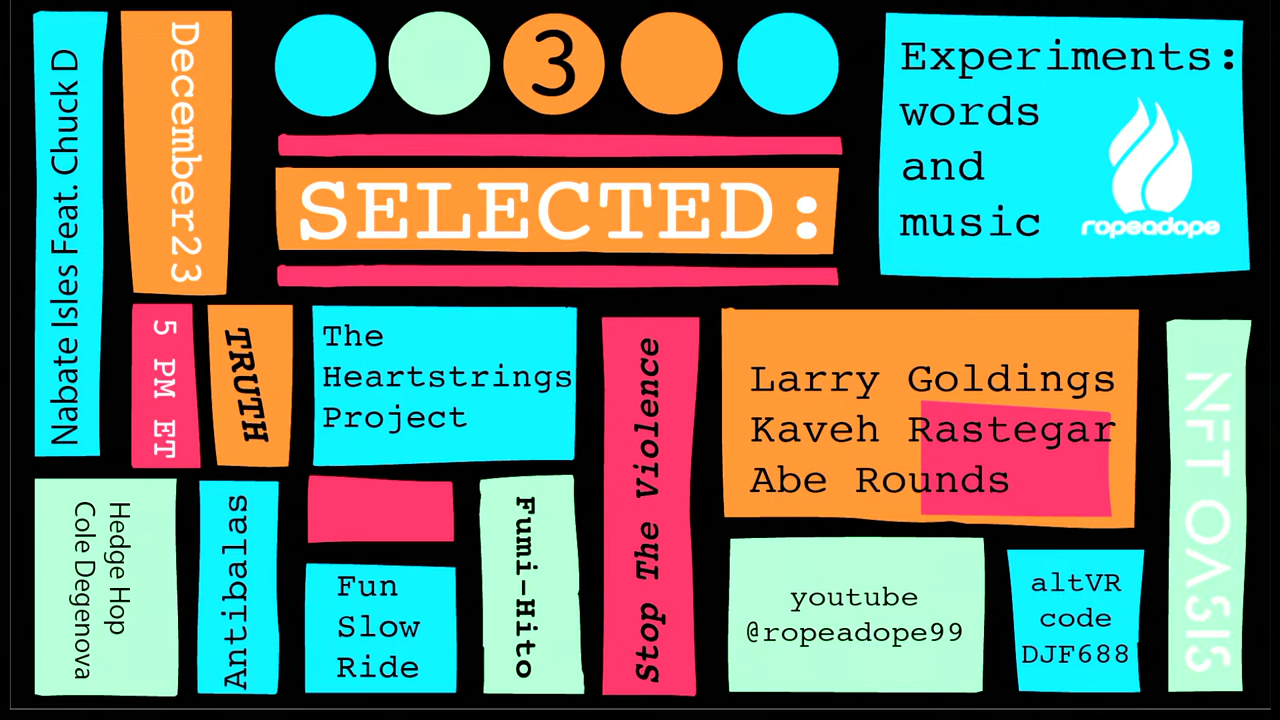 Nabate Isles Feat. Chuck D
December23
3
SELECTED:
Experiments:
words
and
music
ropeadope
5 PM ET
TRUTH
The
Heartstrings
Project
Stop The Violence
Larry Goldings
Kaveh Rastegar
Abe Rounds
NFT OASIS
Hedge Hop
Cole Degenova
Antibalas
Fun
Slow
Ride
Fumi-Hito
youtube
@ropeadope99
altVR
code
DJF688